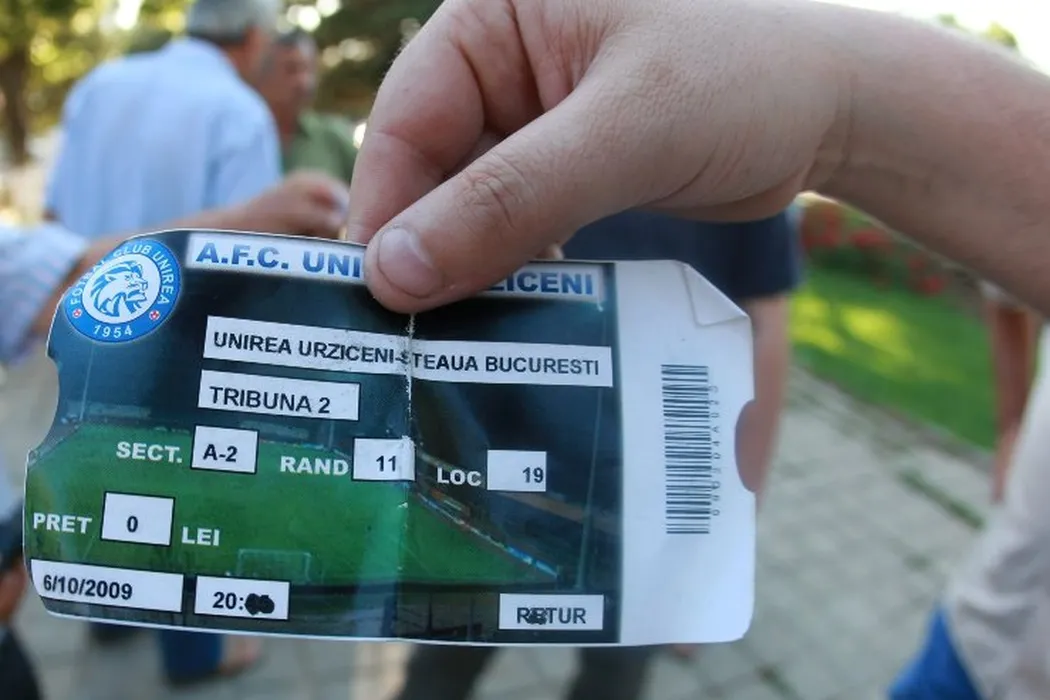 A.F.C. UNI ZICENI
FOTBAL CLUB UNIREA
1954
UNIREA URZICENI-STEAUA BUCURESTI
TRIBUNA 2
SECT. A-2 RAND 11 LOC 19
PRET 0 LEI
6/10/2009 20:
RETUR